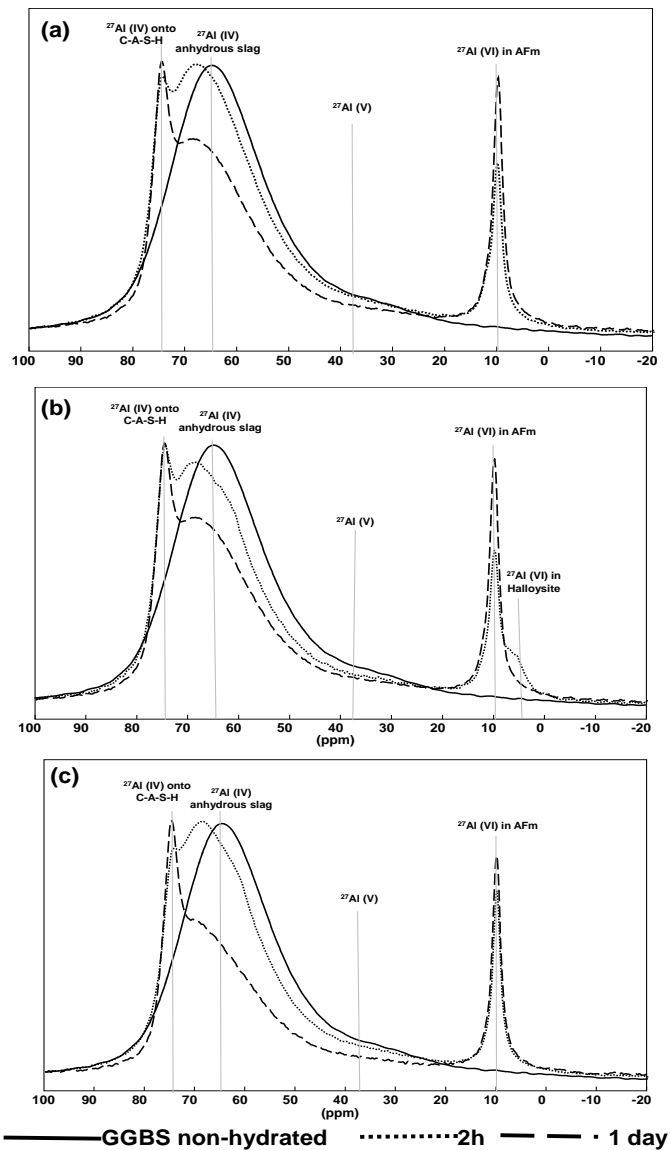 (a)
27Al (IV) onto
C-A-S-H
27Al (IV)
anhydrous slag
27Al (V)
27Al (VI) in AFm
100 90 80 70 60 50 40 30 20 10 0 -10 -20
(b)
27Al (IV) onto
C-A-S-H
27Al (IV)
anhydrous slag
27Al (V)
27Al (VI) in AFm
27Al (VI) in
Halloysite
100 90 80 70 60 50 40 30 20 10 0 -10 -20
(ppm)
(c)
27Al (IV) onto
C-A-S-H
27Al (IV)
anhydrous slag
27Al (V)
27Al (VI) in AFm
100 90 80 70 60 50 40 30 20 10 0 -10 -20
(ppm)
GGBS non-hydrated 2h 1 day